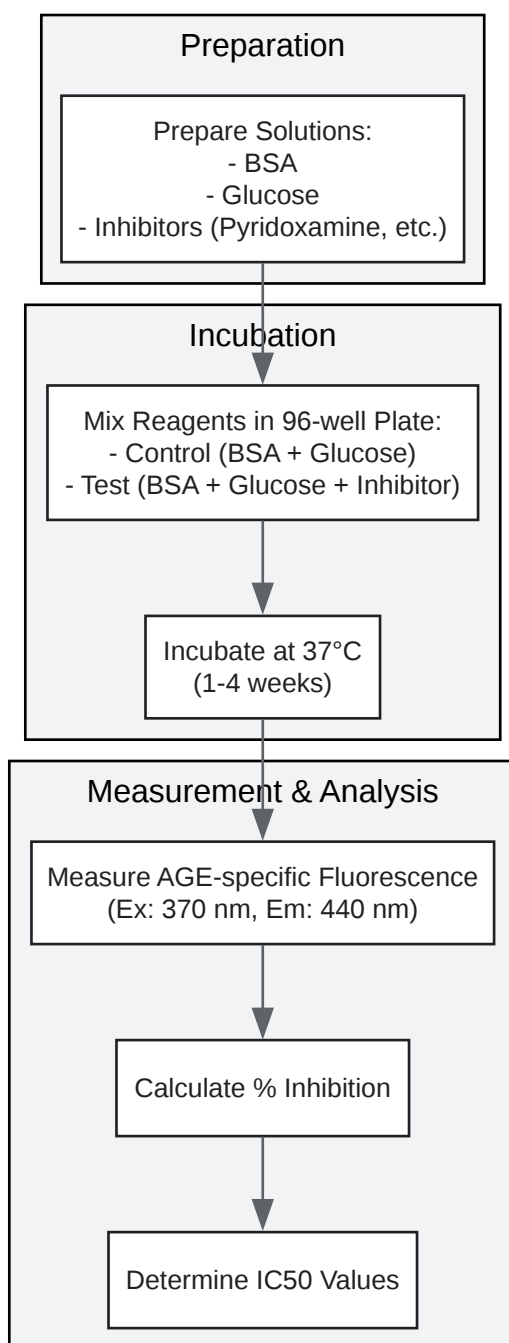 Preparation
Prepare Solutions:
- BSA
- Glucose
- Inhibitors (Pyridoxamine, etc.)
Incubation
Mix Reagents in 96-well Plate:
- Control (BSA + Glucose)
- Test (BSA + Glucose + Inhibitor)
Incubate at 37°C
(1-4 weeks)
Measurement & Analysis
Measure AGE-specific Fluorescence
(Ex: 370 nm, Em: 440 nm)
Calculate % Inhibition
Determine IC50 Values